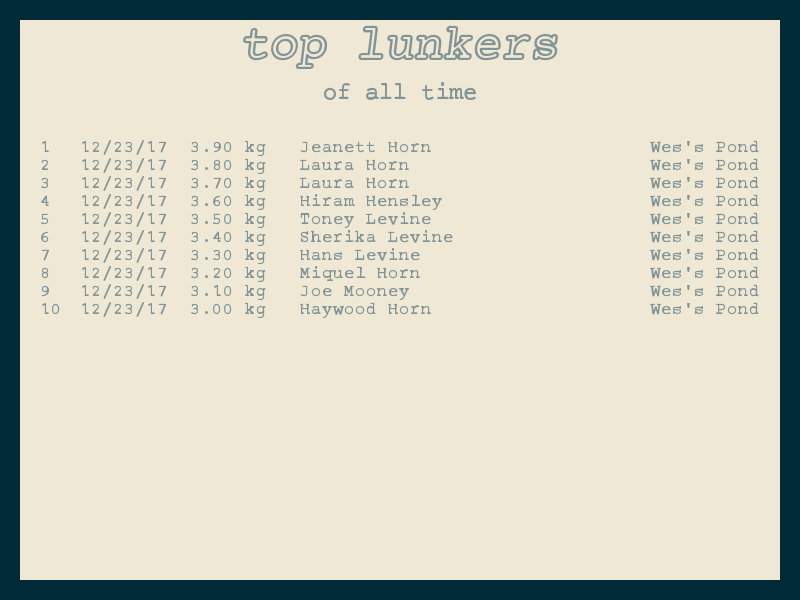 top lunkers
of all time
1 12/23/17 3.90 kg Jeanett Horn Wes's Pond
2 12/23/17 3.80 kg Laura Horn Wes's Pond
3 12/23/17 3.70 kg Laura Horn Wes's Pond
4 12/23/17 3.60 kg Hiram Hensley Wes's Pond
5 12/23/17 3.50 kg Toney Levine Wes's Pond
6 12/23/17 3.40 kg Sherika Levine Wes's Pond
7 12/23/17 3.30 kg Hans Levine Wes's Pond
8 12/23/17 3.20 kg Miquel Horn Wes's Pond
9 12/23/17 3.10 kg Joe Mooney Wes's Pond
10 12/23/17 3.00 kg Haywood Horn Wes's Pond